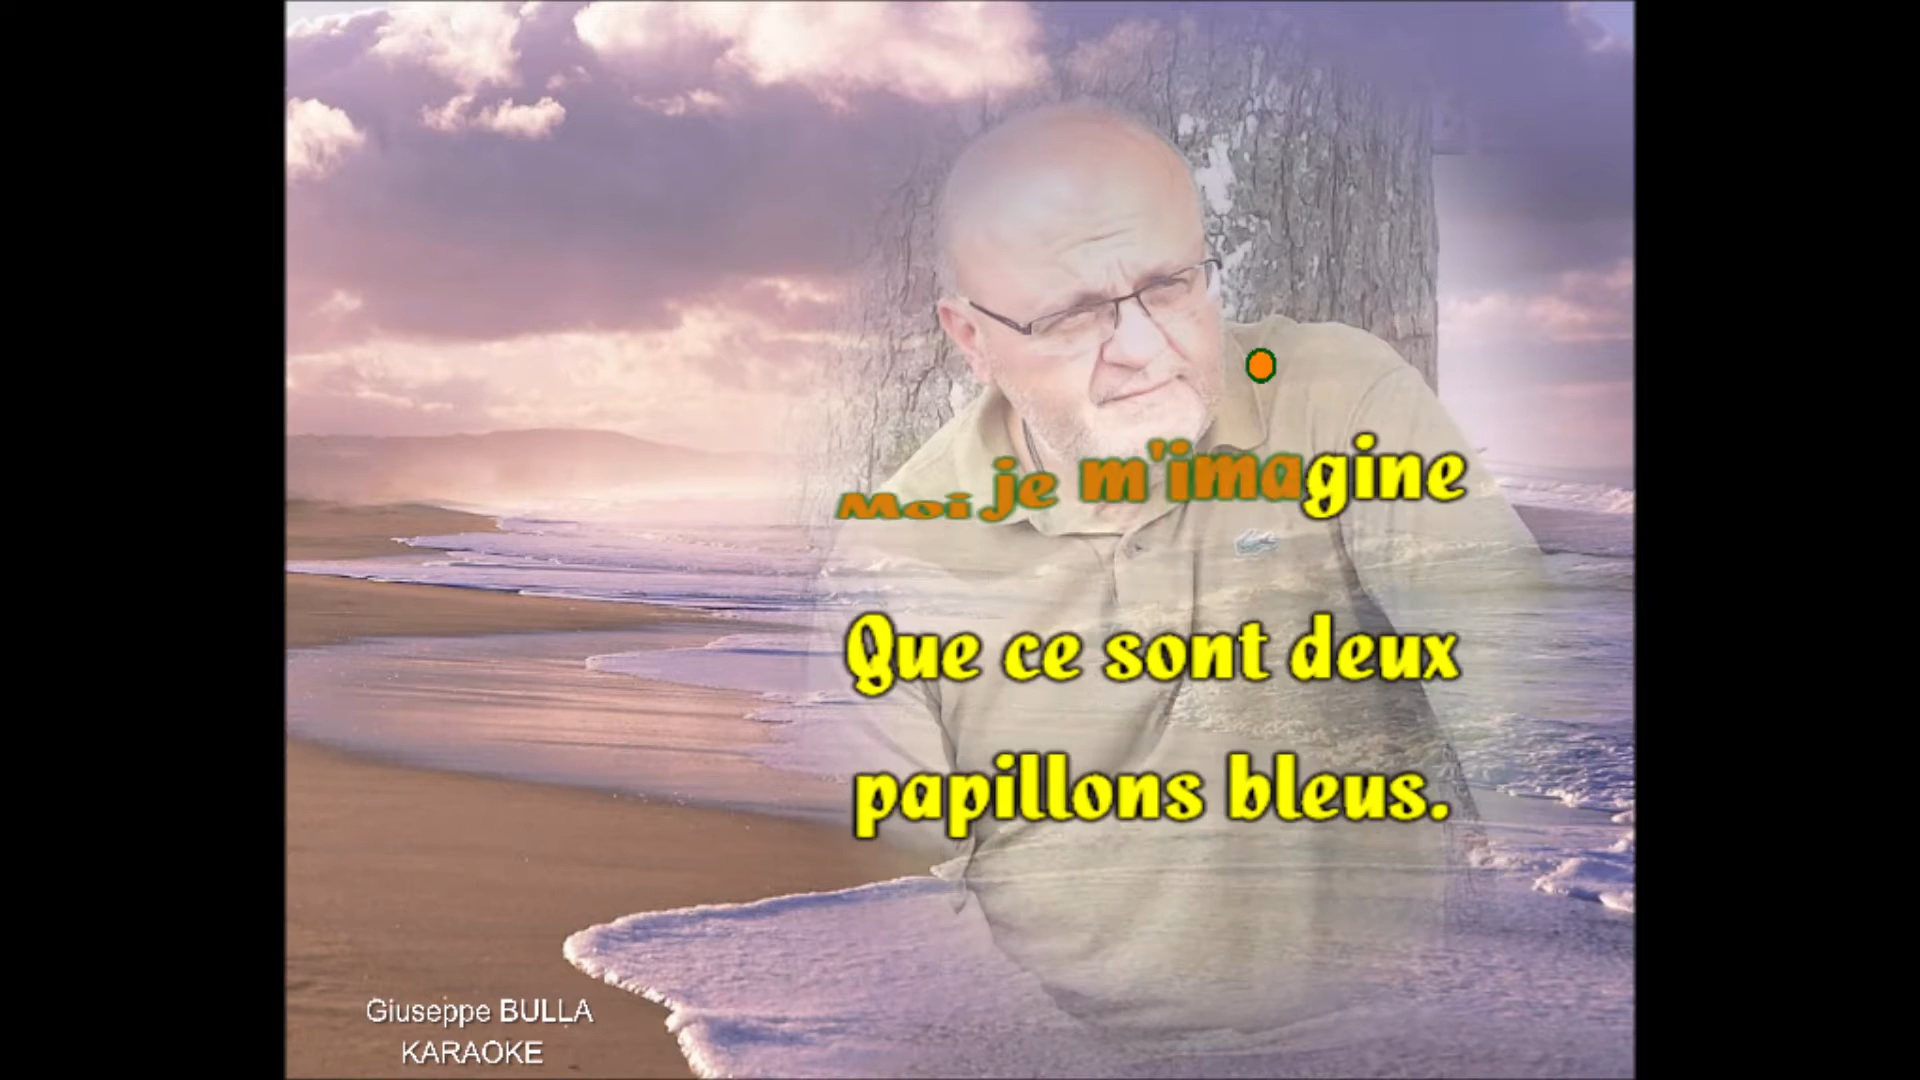 Moi je m'imagine
Que ce sont deux
papillons bleus.
Giuseppe BULLA
KARAOKE